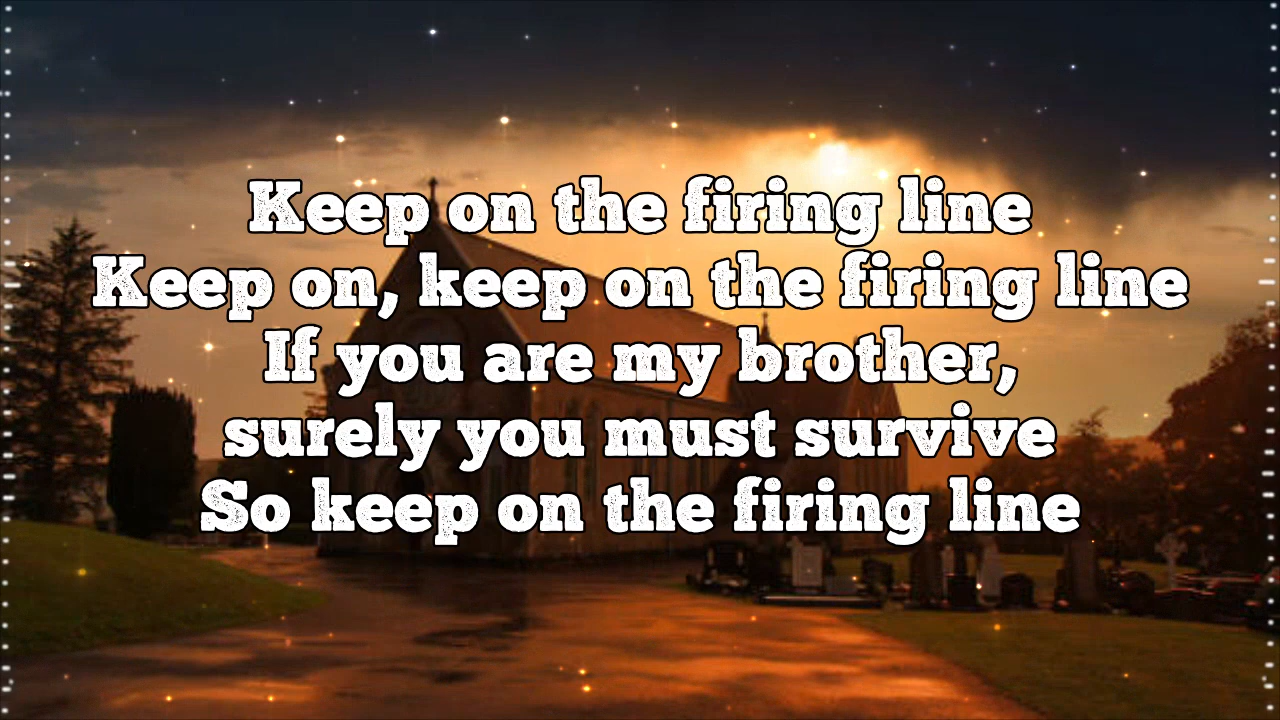 Keep on the firing line
Keep on, keep on the firing line
If you are my brother,
surely you must survive
So keep on the firing line